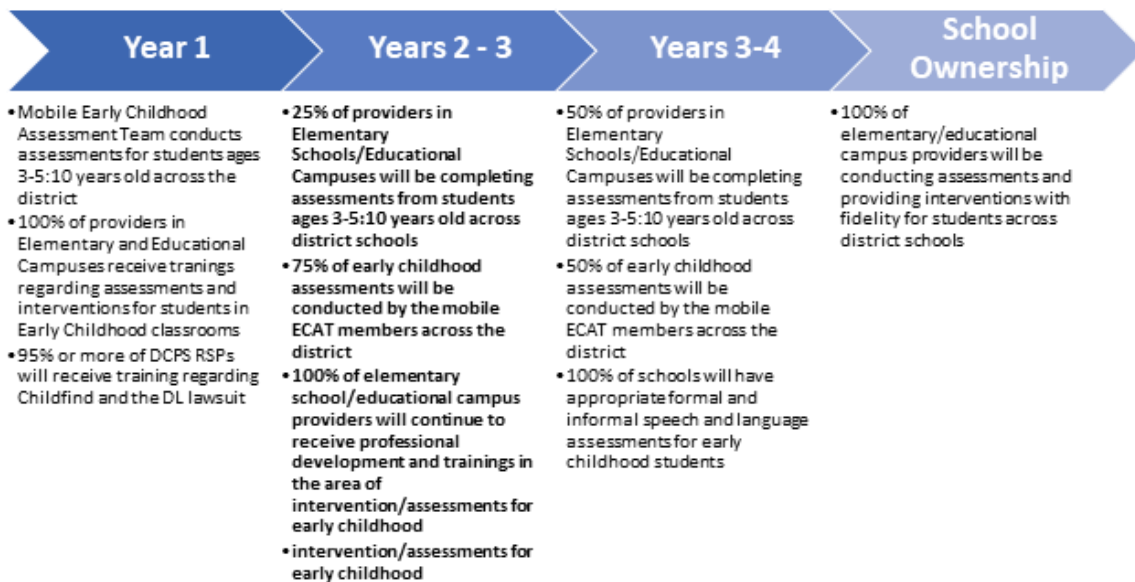 Year 1
•Mobile Early Childhood
Assessment Team conducts
assessments for students ages
3-5:10 years old across the
district
•100% of providers in
Elementary and Educational
Campuses receive tranings
regarding assessments and
interventions for students in
Early Childhood classrooms
•95% or more of DCPS RSPs
will receive training regarding
Childfind and the DL lawsuit
Years 2 - 3
•25% of providers in
Elementary
Schools/Educational
Campuses will be completing
assessments from students
ages 3-5:10 years old across
district schools
•75% of early childhood
assessments will be
conducted by the mobile
ECAT members across the
district
•100% of elementary
school/educational campus
providers will continue to
receive professional
development and trainings in
the area of
intervention/assessments for
early childhood
•intervention/assessments for
early childhood
Years 3-4
•50% of providers in
Elementary
Schools/Educational
Campuses will be completing
assessments from students
ages 3-5:10 years old across
district schools
•50% of early childhood
assessments will be
conducted by the mobile
ECAT members across the
district
•100% of schools will have
appropriate formal and
informal speech and language
assessments for early
childhood students
School
Ownership
•100% of
elementary/educational
campus providers will be
conducting assessments and
providing interventions with
fidelity for students across
district schools